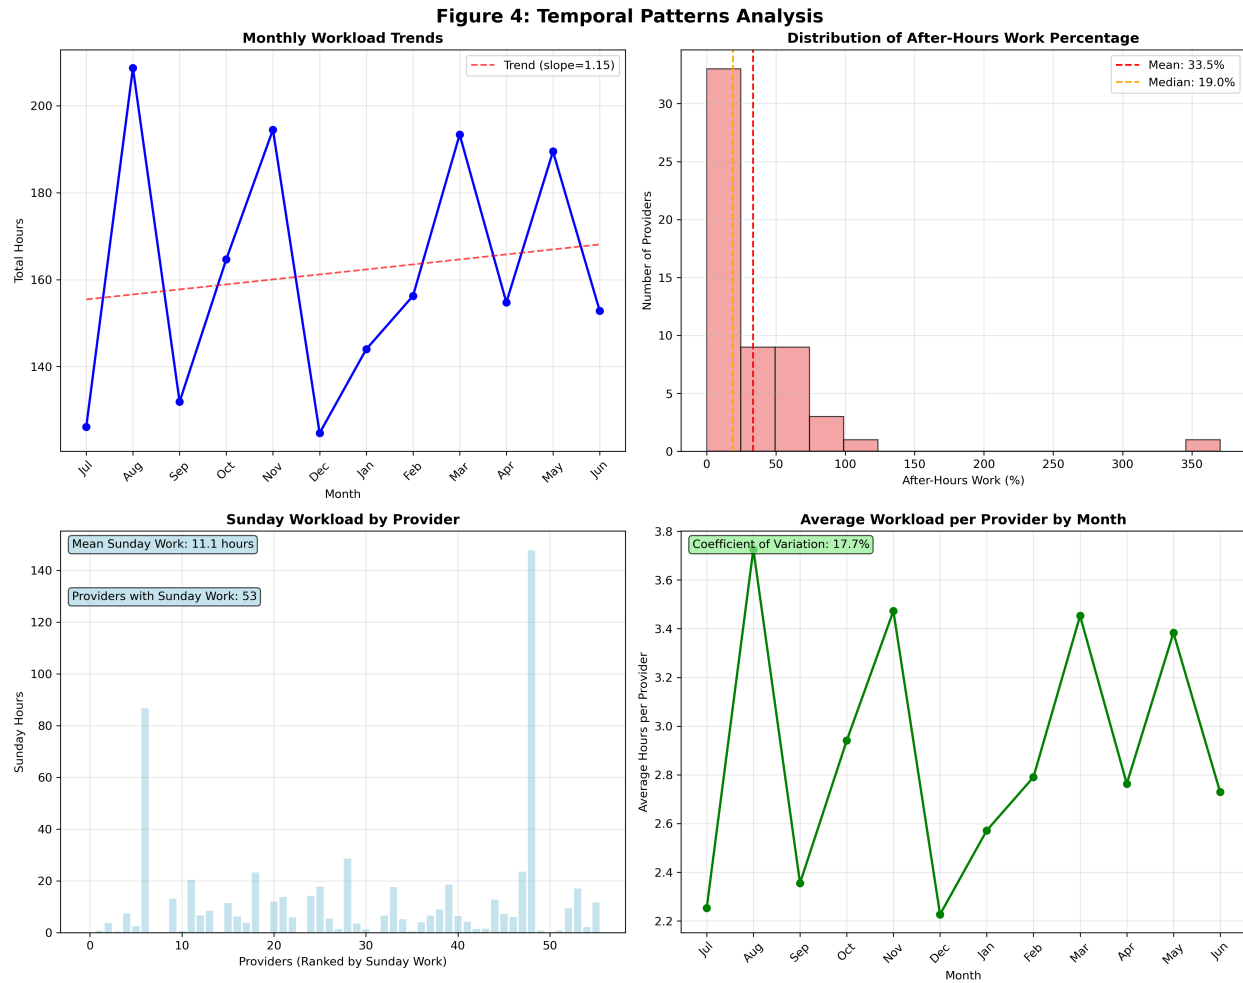 Figure 4: Temporal Patterns Analysis
Monthly Workload Trends
Trend (slope=1.15)
Total Hours
200
180
160
140
Jul
Aug
Sep
Oct
Nov
Dec
Jan
Feb
Mar
Apr
May
Jun
Month
Distribution of After-Hours Work Percentage
Mean: 33.5%
Median: 19.0%
Number of Providers
30
25
20
15
10
5
0
0
50
100
150
200
250
300
350
After-Hours Work (%)
Sunday Workload by Provider
Mean Sunday Work: 11.1 hours
Providers with Sunday Work: 53
Sunday Hours
140
120
100
80
60
40
20
0
0
10
20
30
40
50
Providers (Ranked by Sunday Work)
Average Workload per Provider by Month
Coefficient of Variation: 17.7%
Average Hours per Provider
3.8
3.6
3.4
3.2
3.0
2.8
2.6
2.4
2.2
Jul
Aug
Sep
Oct
Nov
Dec
Jan
Feb
Mar
Apr
May
Jun
Month